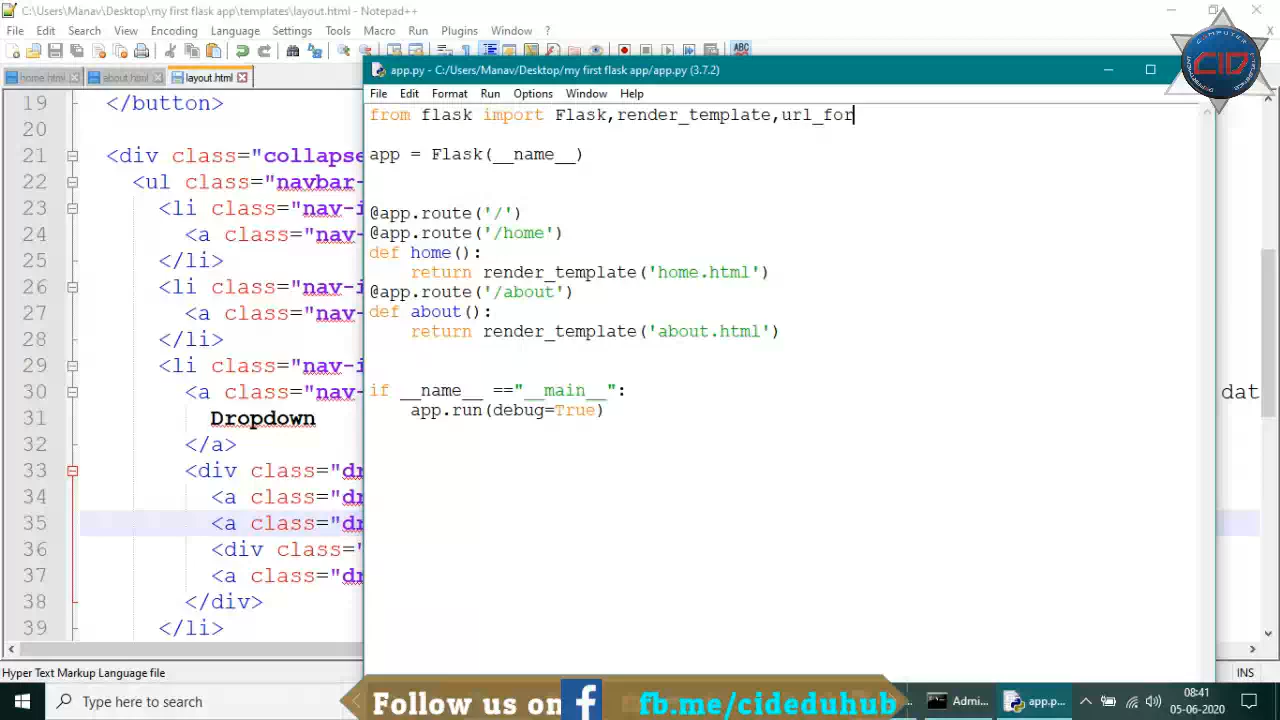 C:\Users\Manav\Desktop\my first flask app\templates\layout.html - Notepad++
File Edit Search View Encoding Language Settings Tools Macro Run Plugins Window ?
home.html
about.html
layout.html
19 </button>
20
21 <div class="collapse
22 <ul class="navbar-
23 <li class="nav-i
24 <a class="nav-
25 </li>
26 <li class="nav-i
27 <a class="nav-
28 </li>
29 <li class="nav-i
30 <a class="nav- dat
31 Dropdown
32 </a>
33 <div class="dr
34 <a class="dr
35 <a class="dr
36 <div class="
37 <a class="dr
38 </div>
39 </li>
app.py - C:/Users/Manav/Desktop/my first flask app/app.py (3.7.2)
File Edit Format Run Options Window Help
from flask import Flask,render_template,url_for
app = Flask(__name__)
@app.route('/')
@app.route('/home')
def home():
return render_template('home.html')
@app.route('/about')
def about():
return render_template('about.html')
if __name__ =="__main__":
app.run(debug=True)
COMPUTER
CID
Hyper Text Markup Language file
INS
Type here to search
Follow us on f fb.me/cideduhub
Admi...
app.p...
08:41
05-06-2020